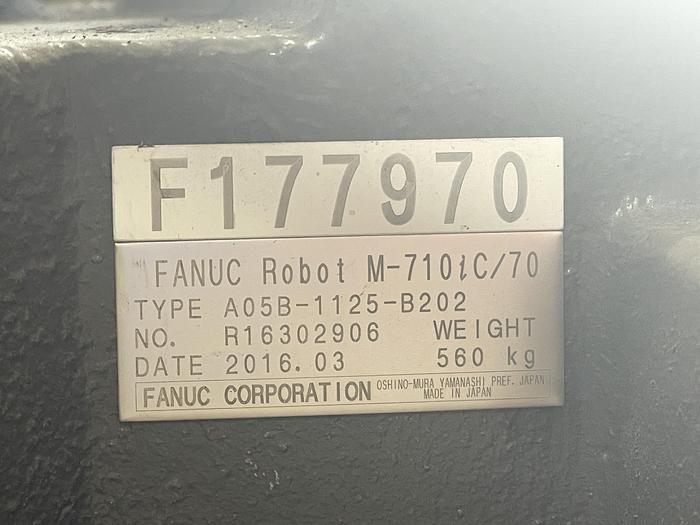 F177970
FANUC Robot M-710iC/70
TYPE A05B-1125-B202
NO. R16302906 WEIGHT
DATE 2016.03 560 kg
FANUC CORPORATION OSHINO-MURA YAMANASHI PREF. JAPAN
MADE IN JAPAN